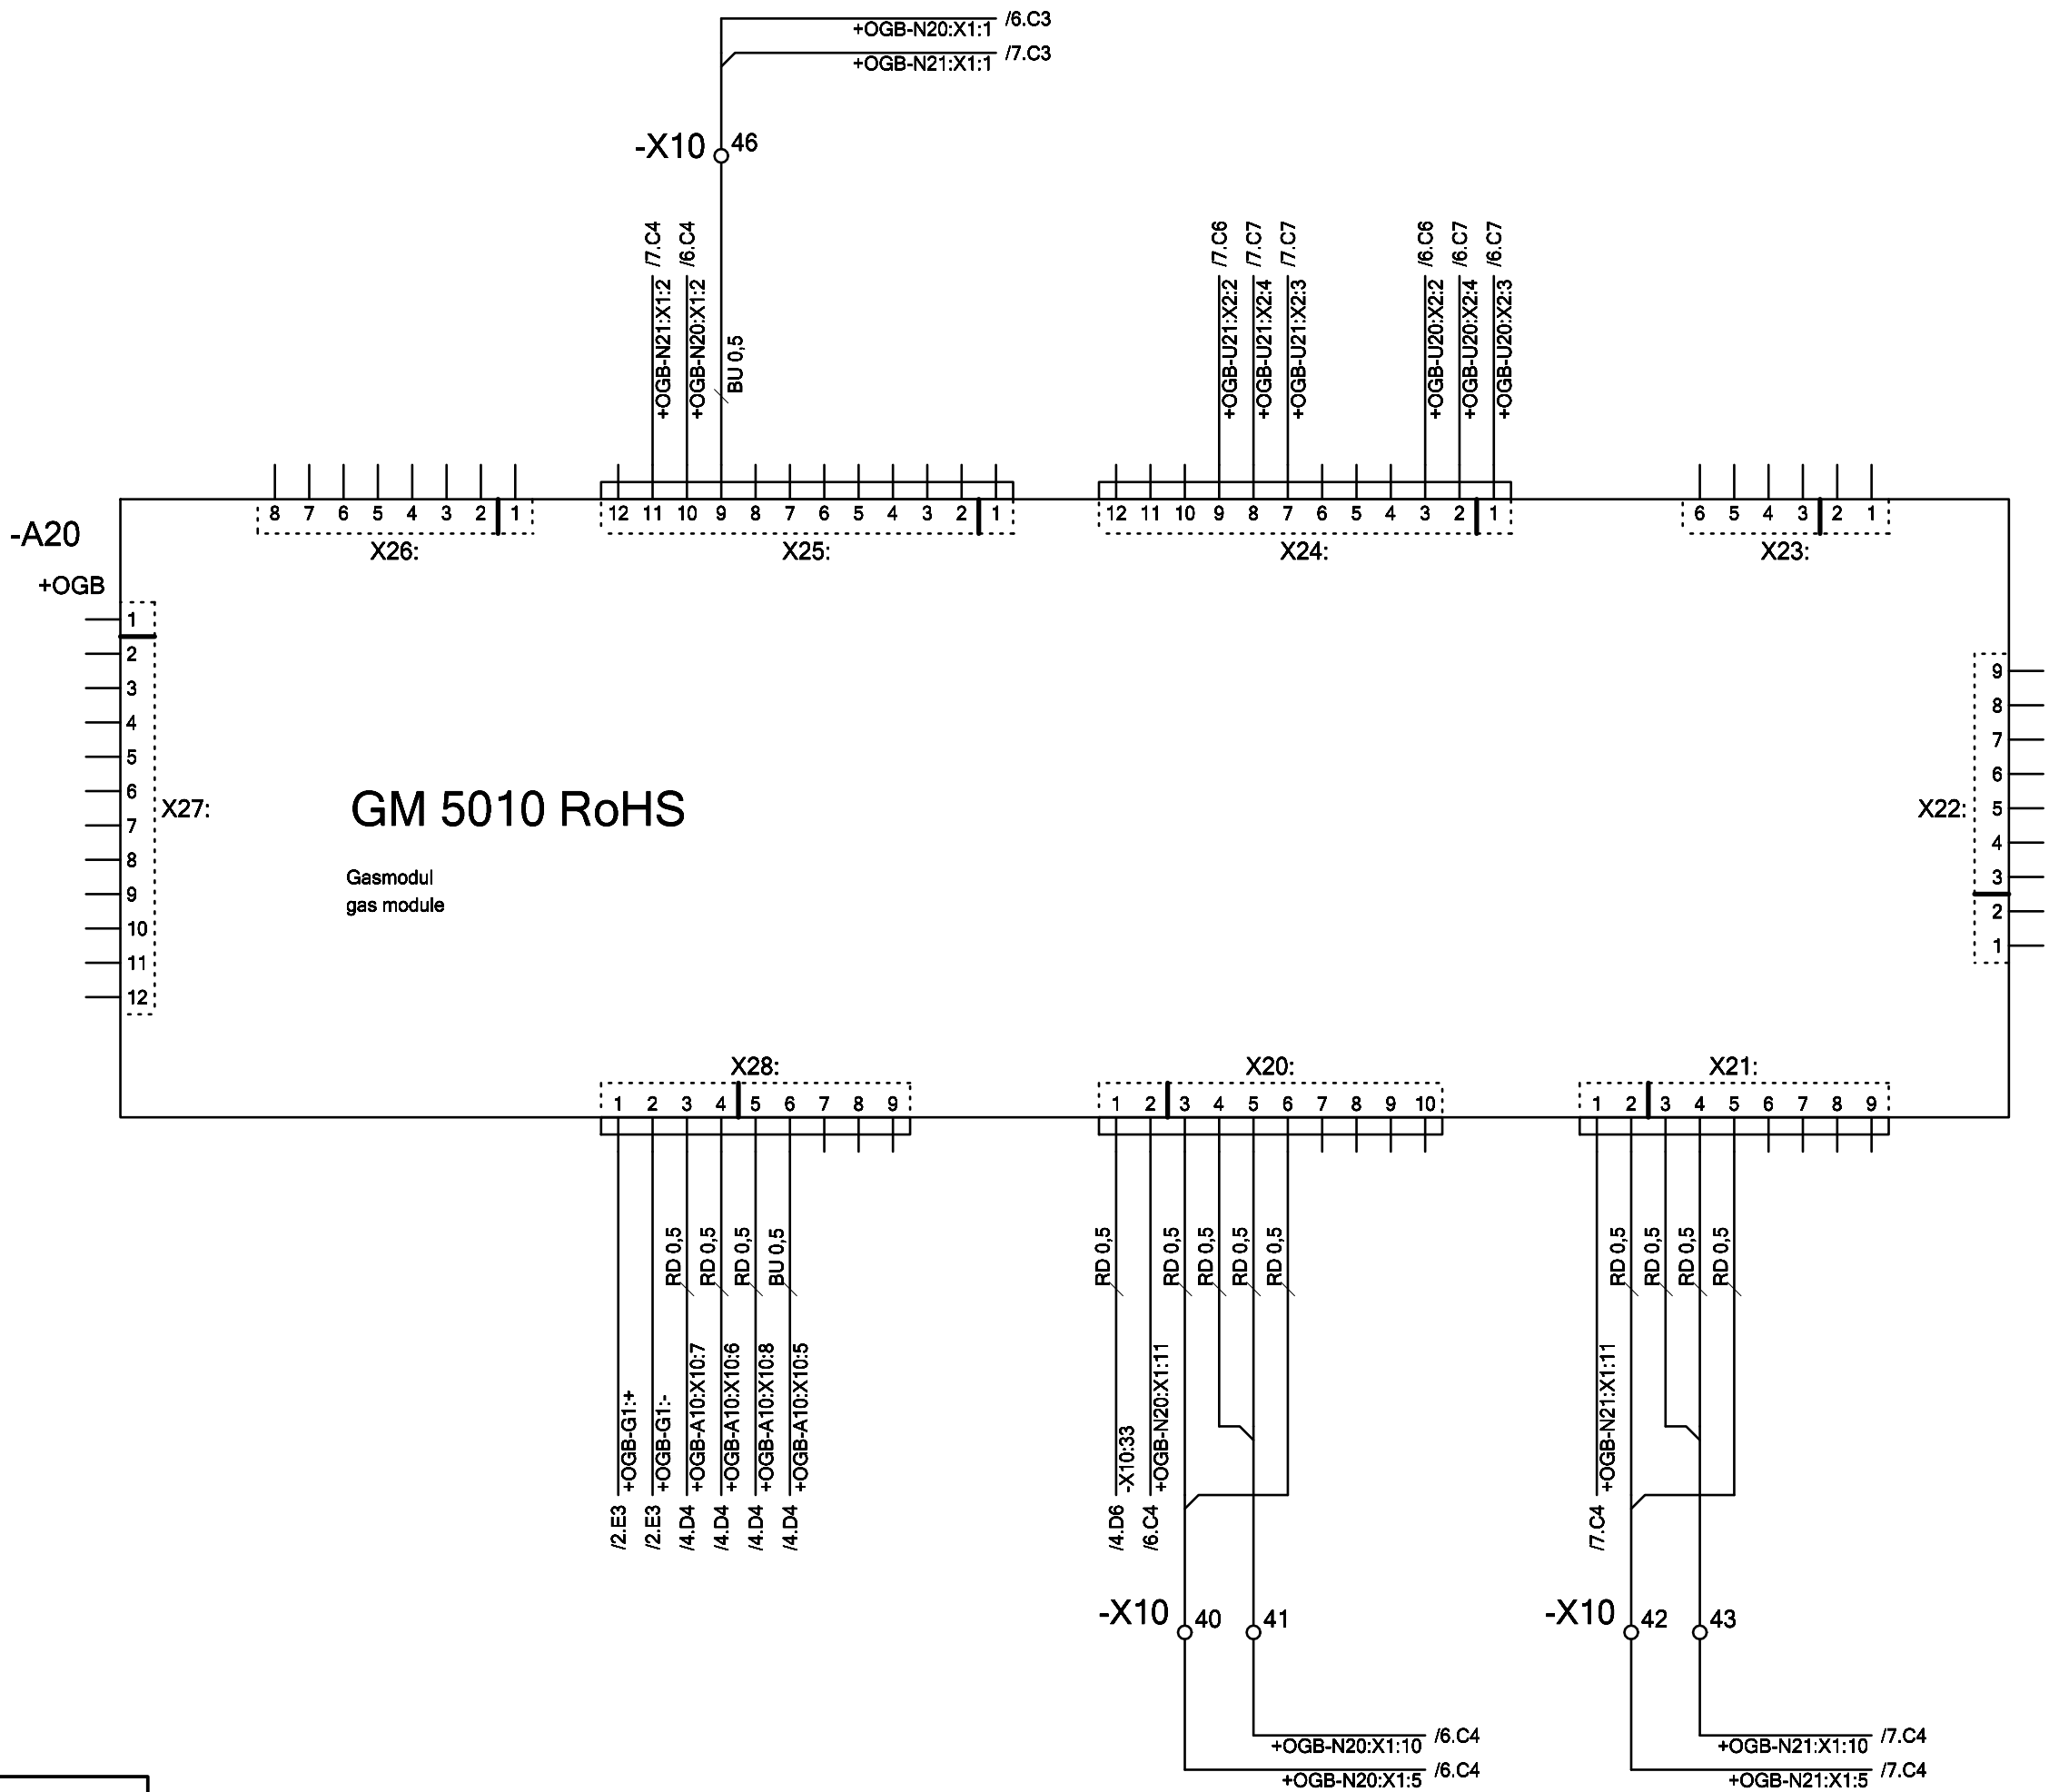 +OGB-N20:X1:1 /6.C3
+OGB-N21:X1:1 /7.C3
-X10 46
/7.C4 /6.C4 /7.C6 /7.C7 /7.C7 /6.C6 /6.C7 /6.C7
+OGB-N21:X1:2 +OGB-N20:X1:2 BU 0,5 +OGB-U21:X2:2 +OGB-U21:X2:4 +OGB-U21:X2:3 +OGB-U20:X2:2 +OGB-U20:X2:4 +OGB-U20:X2:3
8 7 6 5 4 3 2 1 12 11 10 9 8 7 6 5 4 3 2 1 12 11 10 9 8 7 6 5 4 3 2 1 6 5 4 3 2 1
X26: X25: X24: X23:
-A20
+OGB
1
2
3
4
5
6
7
8
9
10
11
12
X27:
GM 5010 RoHS
Gasmodul
gas module
X22:
9
8
7
6
5
4
3
2
1
X28: X20: X21:
1 2 3 4 5 6 7 8 9 1 2 3 4 5 6 7 8 9 10 1 2 3 4 5 6 7 8 9
RD 0,5 RD 0,5 RD 0,5 BU 0,5 RD 0,5 RD 0,5 RD 0,5 RD 0,5 RD 0,5 RD 0,5 RD 0,5 RD 0,5 RD 0,5
+OGB-G1:+ +OGB-G1:- +OGB-A10:X10:7 +OGB-A10:X10:6 +OGB-A10:X10:8 +OGB-A10:X10:5 -X10:33 +OGB-N20:X1:11 +OGB-N21:X1:11
/2.E3 /2.E3 /4.D4 /4.D4 /4.D4 /4.D4 /4.D6 /6.C4 /7.C4
-X10 40 41 -X10 42 43
+OGB-N20:X1:10 /6.C4 +OGB-N21:X1:10 /7.C4
+OGB-N20:X1:5 /6.C4 +OGB-N21:X1:5 /7.C4